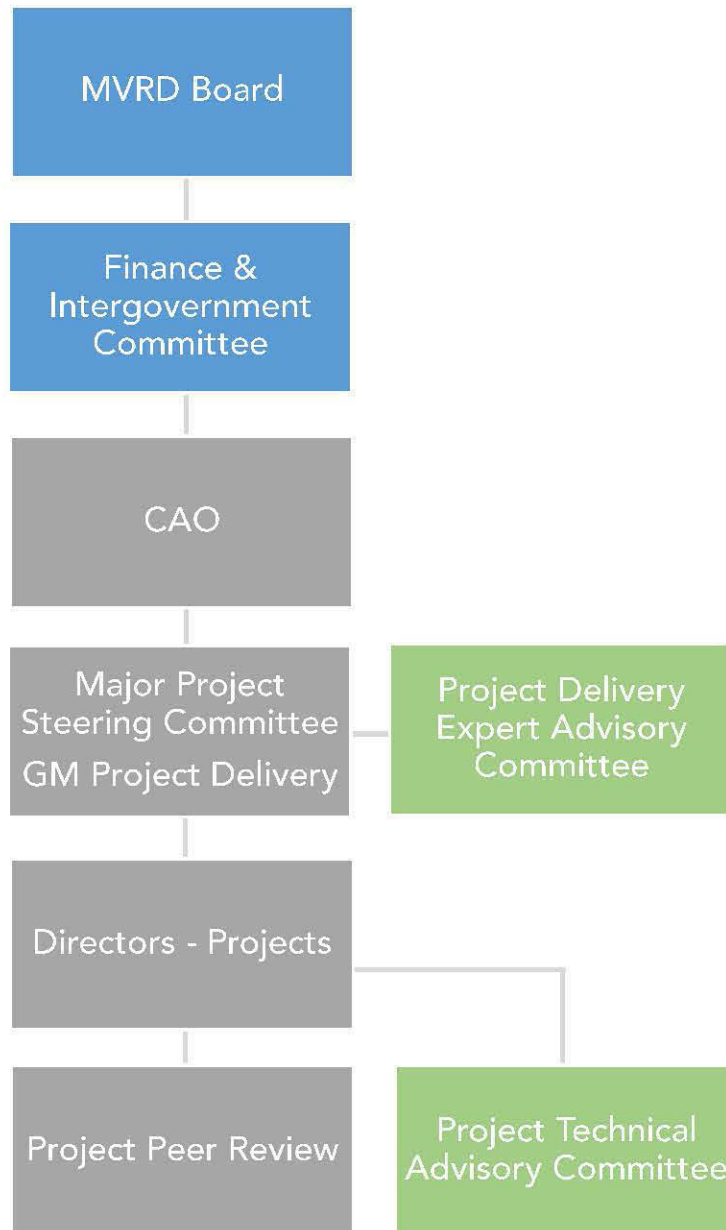 MVRD Board
Finance &
Intergovernment
Committee
CAO
Major Project
Steering Committee
GM Project Delivery
Project Delivery
Expert Advisory
Committee
Directors - Projects
Project Peer Review
Project Technical
Advisory Committee